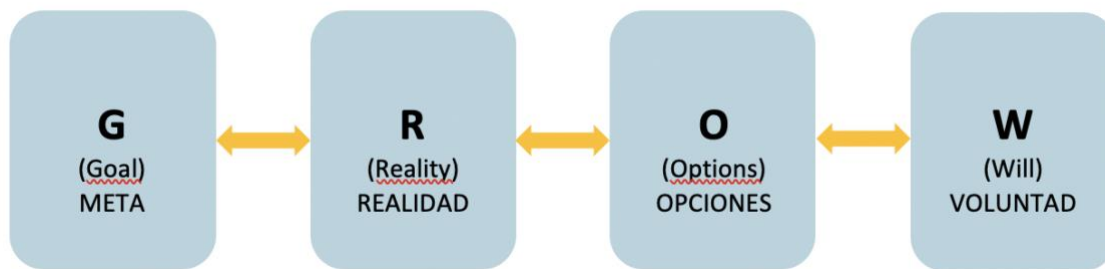 G
(Goal)
META
R
(Reality)
REALIDAD
O
(Options)
OPCIONES
W
(Will)
VOLUNTAD